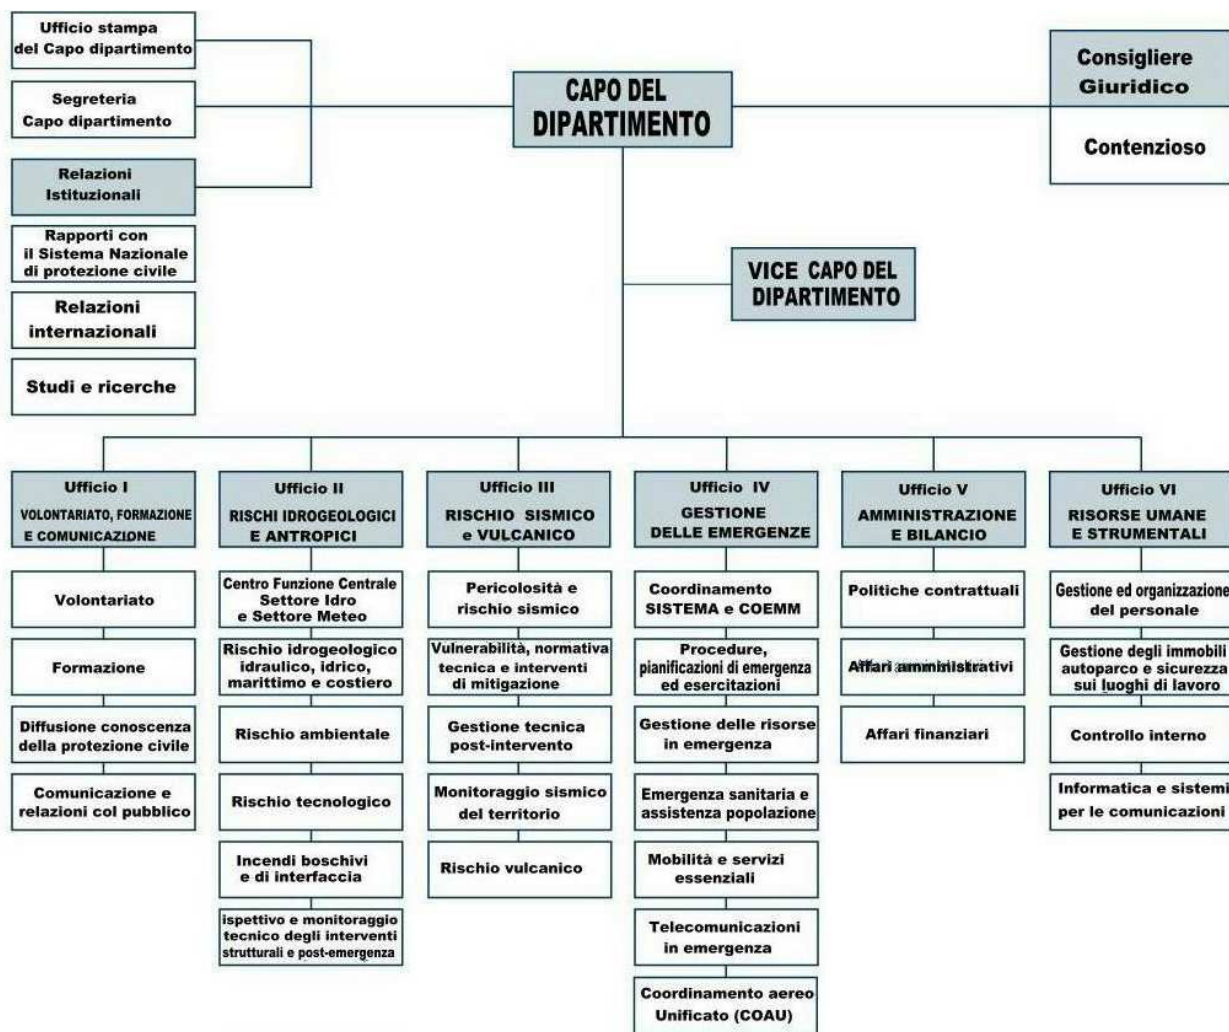 Ufficio stampa
del Capo dipartimento
Segreteria
Capo dipartimento
Relazioni
Istituzionali
Rapporti con
il Sistema Nazionale
di protezione civile
Relazioni
internazionali
Studi e ricerche
CAPO DEL
DIPARTIMENTO
Consigliere
Giuridico
Contenzioso
VICE CAPO DEL
DIPARTIMENTO
Ufficio I
VOLONTARIATO, FORMAZIONE
E COMUNICAZIONE
Volontariato
Formazione
Diffusione conoscenza
della protezione civile
Comunicazione e
relazioni col pubblico
Ufficio II
RISCHI IDROGEOLOGICI
E ANTROPICI
Centro Funzione Centrale
Settore Idro
e Settore Meteo
Rischio idrogeologico
idraulico, idrico,
marittimo e costiero
Rischio ambientale
Rischio tecnologico
Incendi boschivi
e di interfaccia
ispettivo e monitoraggio
tecnico degli interventi
strutturali e post-emergenza
Ufficio III
RISCHIO SISMICO
e VULCANICO
Pericolosità e
rischio sismico
Vulnerabilità, normativa
tecnica e interventi
di mitigazione
Gestione tecnica
post-intervento
Monitoraggio sismico
del territorio
Rischio vulcanico
Ufficio IV
GESTIONE
DELLE EMERGENZE
Coordinamento
SISTEMA e COEMM
Procedure,
pianificazioni di emergenza
ed esercitazioni
Gestione delle risorse
in emergenza
Emergenza sanitaria e
assistenza popolazione
Mobilità e servizi
essenziali
Telecomunicazioni
in emergenza
Coordinamento aereo
Unificato (COAU)
Ufficio V
AMMINISTRAZIONE
E BILANCIO
Politiche contrattuali
Affari amministrativi
Affari finanziari
Ufficio VI
RISORSE UMANE
E STRUMENTALI
Gestione ed organizzazione
del personale
Gestione degli immobili
autoparco e sicurezza
sui luoghi di lavoro
Controllo interno
Informatica e sistemi
per le comunicazioni